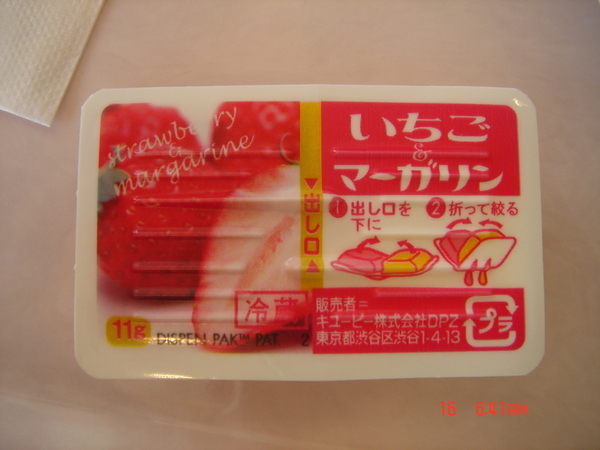 strawberry
&
margarine
いちご
&
マーガリン
▼出し口▲
1 出し口を
下に
2 折って絞る
冷蔵
11g
DISPEN PAK™ PAT. 2
販売者=
キユーピー株式会社DPZ
東京都渋谷区渋谷1-4-13
プラ
16 6:41AM